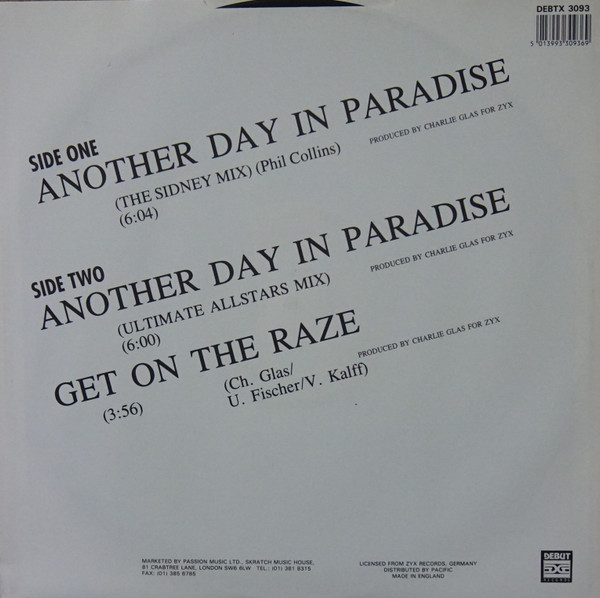 DEBTX 3093
5 013993 309369
SIDE ONE
ANOTHER DAY IN PARADISE
PRODUCED BY CHARLIE GLAS FOR ZYX
(THE SIDNEY MIX) (Phil Collins)
(6:04)
SIDE TWO
ANOTHER DAY IN PARADISE
PRODUCED BY CHARLIE GLAS FOR ZYX
(ULTIMATE ALLSTARS MIX)
(6:00)
GET ON THE RAZE
PRODUCED BY CHARLIE GLAS FOR ZYX
(Ch. Glas/
U. Fischer/V. Kalff)
(3:56)
MARKETED BY PASSION MUSIC LTD., SKRATCH MUSIC HOUSE,
81 CRABTREE LANE, LONDON SW6 6LW TEL.: (01) 381 8315
FAX: (01) 385 6785
LICENSED FROM ZYX RECORDS, GERMANY
DISTRIBUTED BY PACIFIC
MADE IN ENGLAND
DEBUT
RECORDS